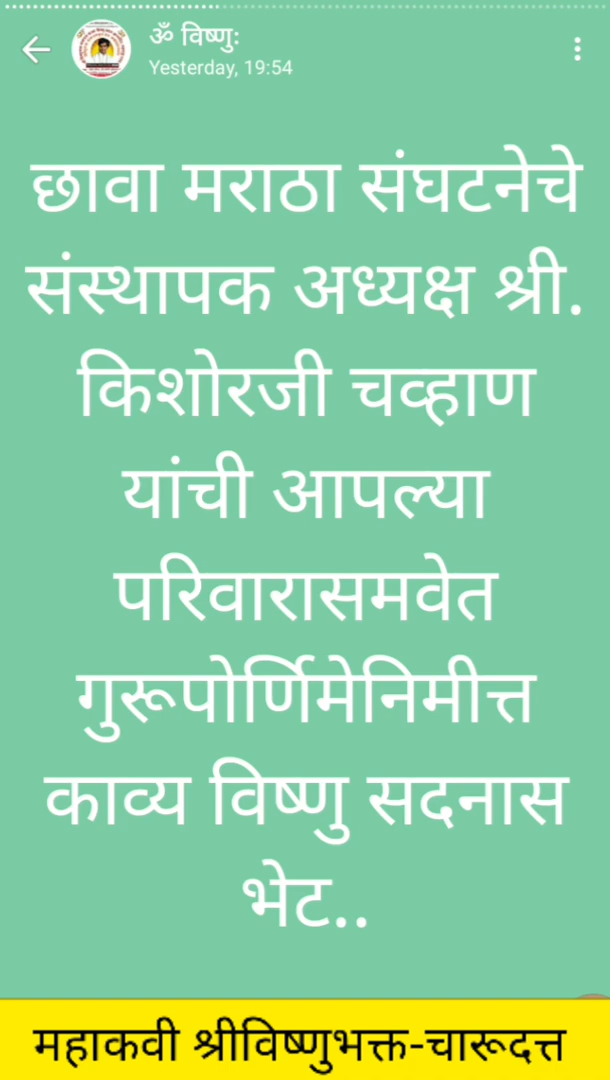 ॐ विष्णुः
Yesterday, 19:54
छावा मराठा संघटनेचे
संस्थापक अध्यक्ष श्री.
किशोरजी चव्हाण
यांची आपल्या
परिवारासमवेत
गुरूपोर्णिमेनिमीत्त
काव्य विष्णु सदनास
भेट..
महाकवी श्रीविष्णुभक्त-चारूदत्त